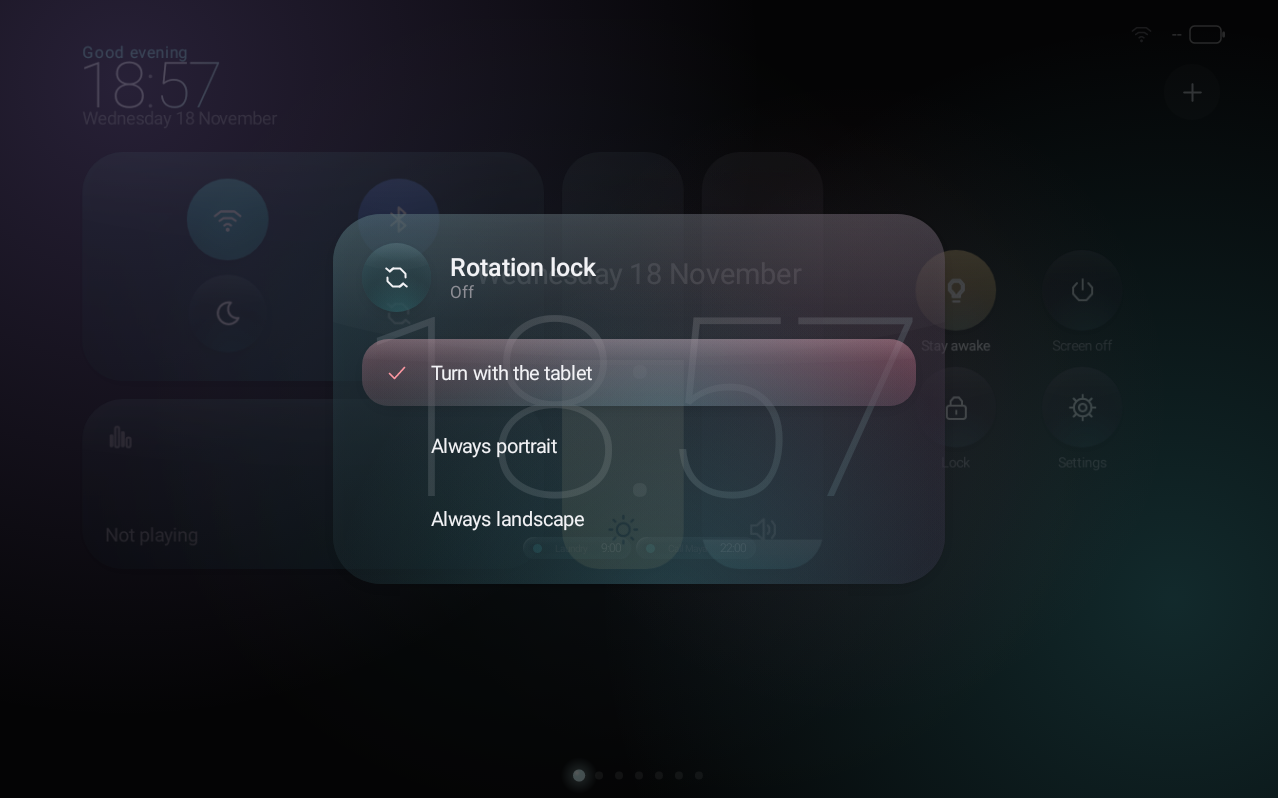 Good evening
18:57
Wednesday 18 November
--
Rotation lock
Off
Wednesday 18 November
18:57
Turn with the tablet
Always portrait
Always landscape
Stay awake
Screen off
Lock
Settings
Not playing
9:00
22:00